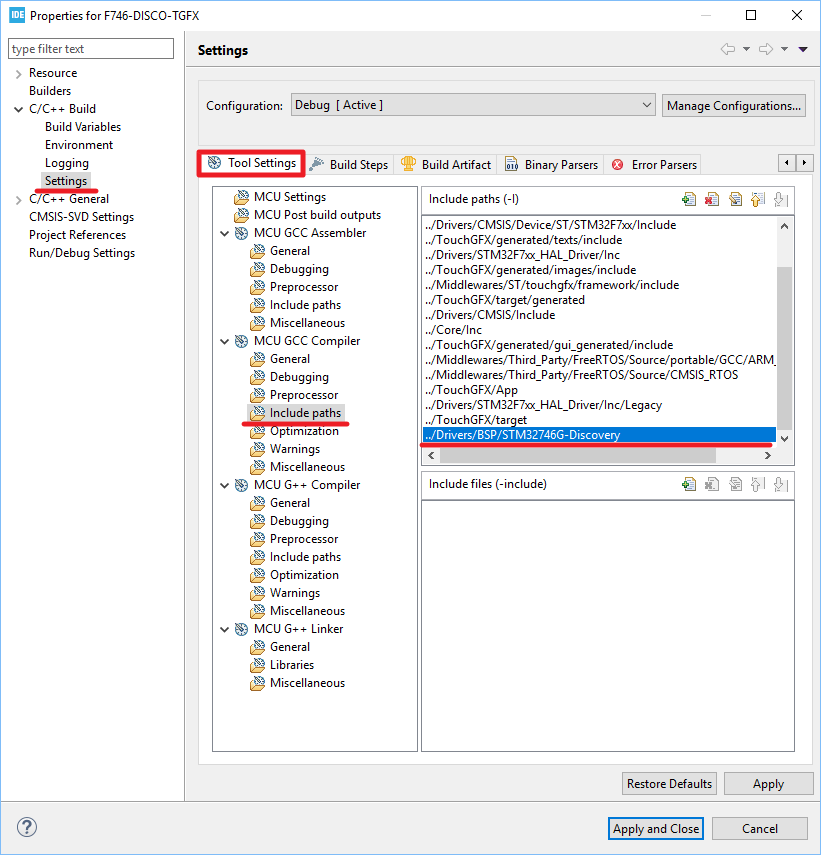 IDE Properties for F746-DISCO-TGFX
type filter text
Resource
Builders
C/C++ Build
Build Variables
Environment
Logging
Settings
C/C++ General
CMSIS-SVD Settings
Project References
Run/Debug Settings
Settings
Configuration: Debug [ Active ] Manage Configurations...
Tool Settings Build Steps Build Artifact Binary Parsers Error Parsers
MCU Settings
MCU Post build outputs
MCU GCC Assembler
General
Debugging
Preprocessor
Include paths
Miscellaneous
MCU GCC Compiler
General
Debugging
Preprocessor
Include paths
Optimization
Warnings
Miscellaneous
MCU G++ Compiler
General
Debugging
Preprocessor
Include paths
Optimization
Warnings
Miscellaneous
MCU G++ Linker
General
Libraries
Miscellaneous
Include paths (-I)
../Drivers/CMSIS/Device/ST/STM32F7xx/Include
../TouchGFX/generated/texts/include
../Drivers/STM32F7xx_HAL_Driver/Inc
../TouchGFX/generated/images/include
../Middlewares/ST/touchgfx/framework/include
../TouchGFX/target/generated
../Drivers/CMSIS/Include
../Core/Inc
../TouchGFX/generated/gui_generated/include
../Middlewares/Third_Party/FreeRTOS/Source/portable/GCC/ARM_
../Middlewares/Third_Party/FreeRTOS/Source/CMSIS_RTOS
../TouchGFX/App
../Drivers/STM32F7xx_HAL_Driver/Inc/Legacy
../TouchGFX/target
../Drivers/BSP/STM32746G-Discovery
Include files (-include)
Restore Defaults Apply
? Apply and Close Cancel